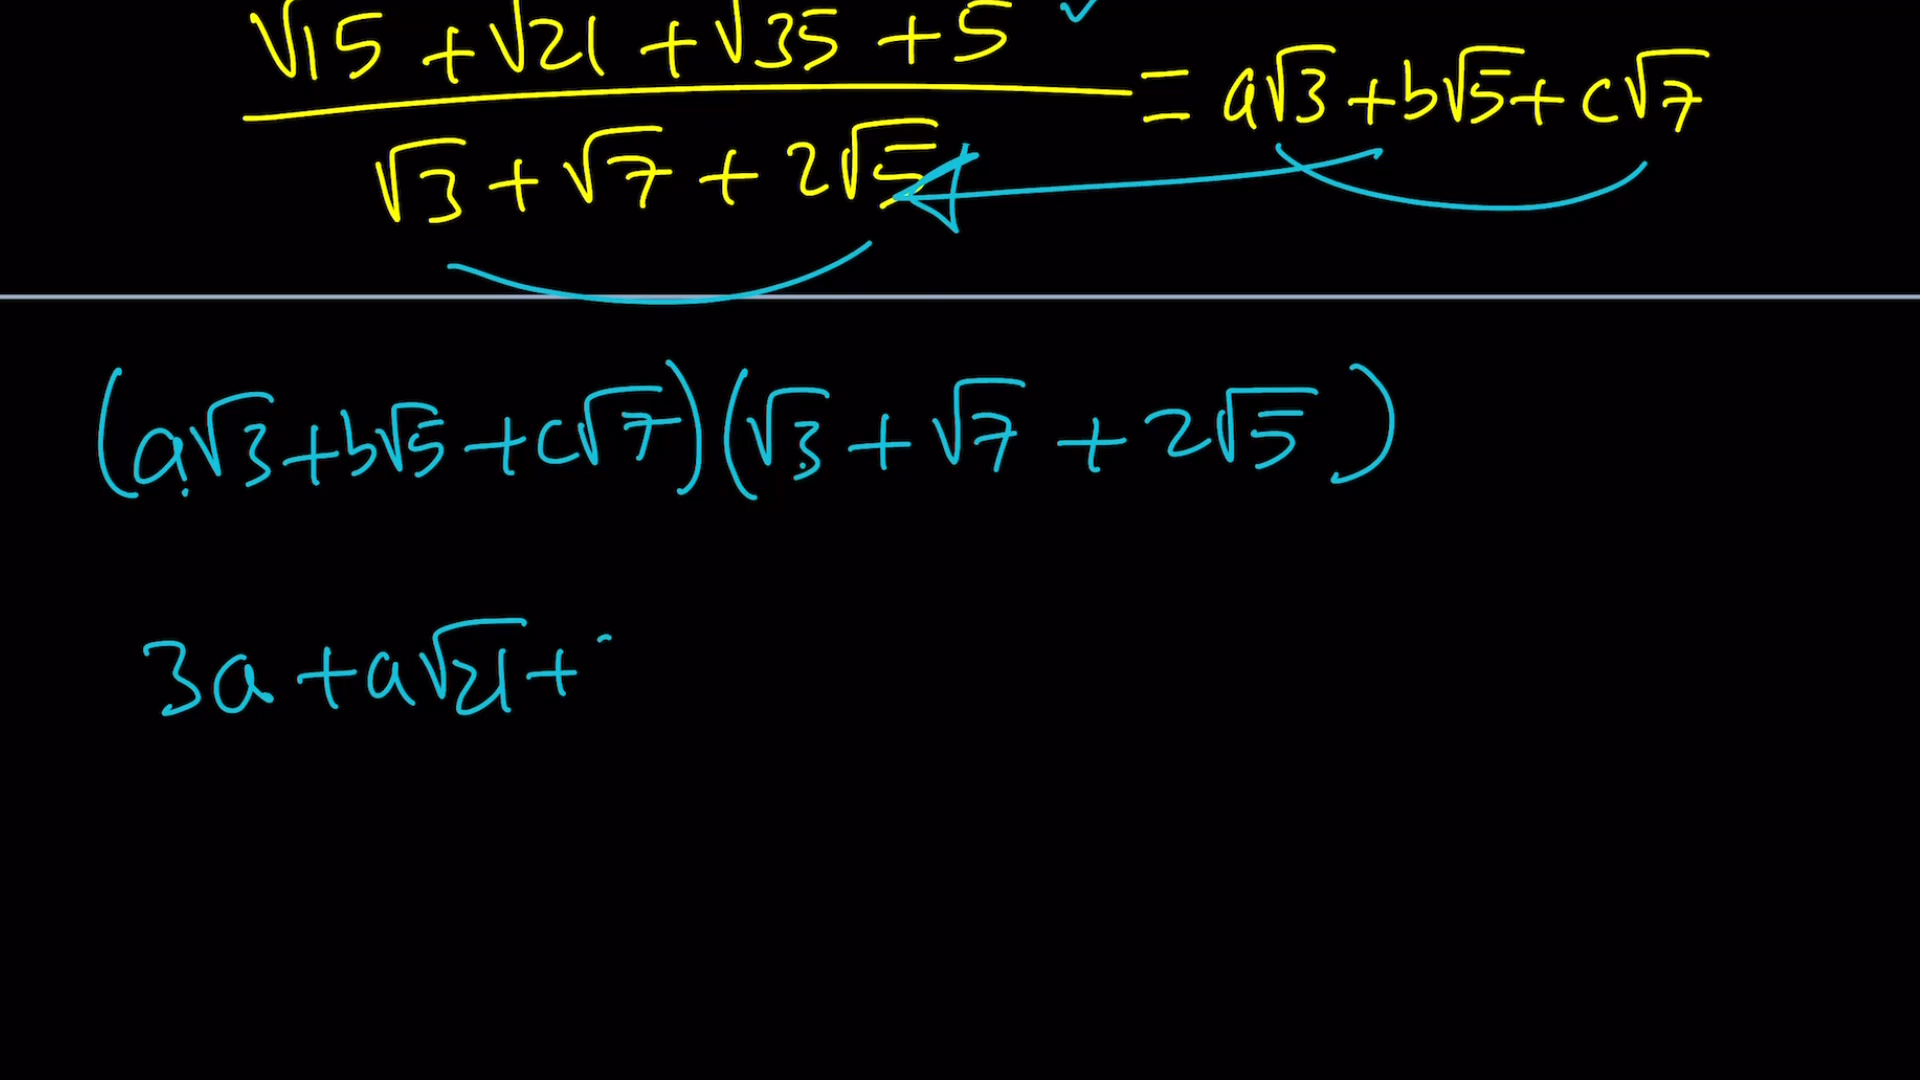 √15 + √21 + √35 + 5
√3 + √7 + 2√5
= a√3 + b√5 + c√7
(a√3 + b√5 + c√7)(√3 + √7 + 2√5)
3a + a√21 +